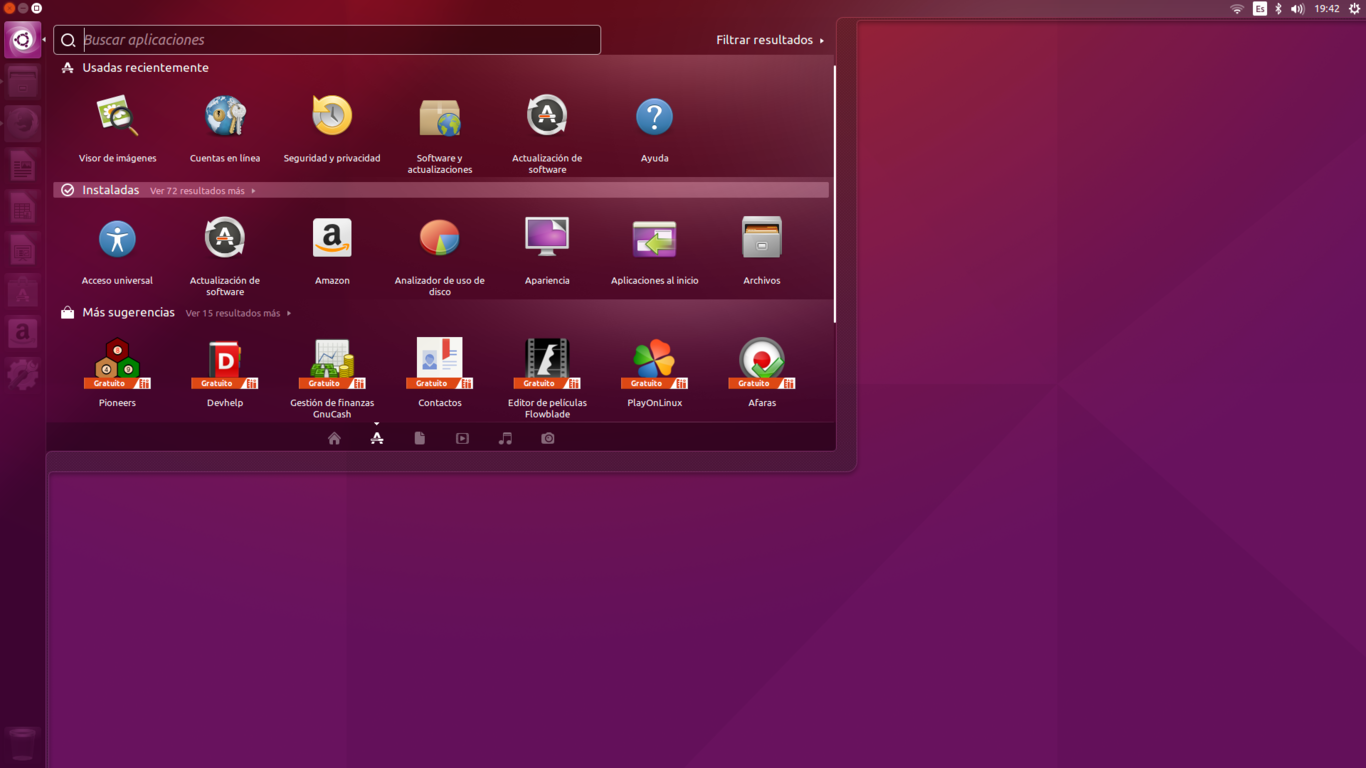 Es
19:42
Buscar aplicaciones
Filtrar resultados
Usadas recientemente
Visor de imágenes
Cuentas en línea
Seguridad y privacidad
Software y
actualizaciones
Actualización de
software
Ayuda
Instaladas Ver 72 resultados más
Acceso universal
Actualización de
software
Amazon
Analizador de uso de
disco
Apariencia
Aplicaciones al inicio
Archivos
Más sugerencias Ver 15 resultados más
Gratuito
Gratuito
Gratuito
Gratuito
Gratuito
Gratuito
Gratuito
Pioneers
Devhelp
Gestión de finanzas
GnuCash
Contactos
Editor de películas
Flowblade
PlayOnLinux
Afaras